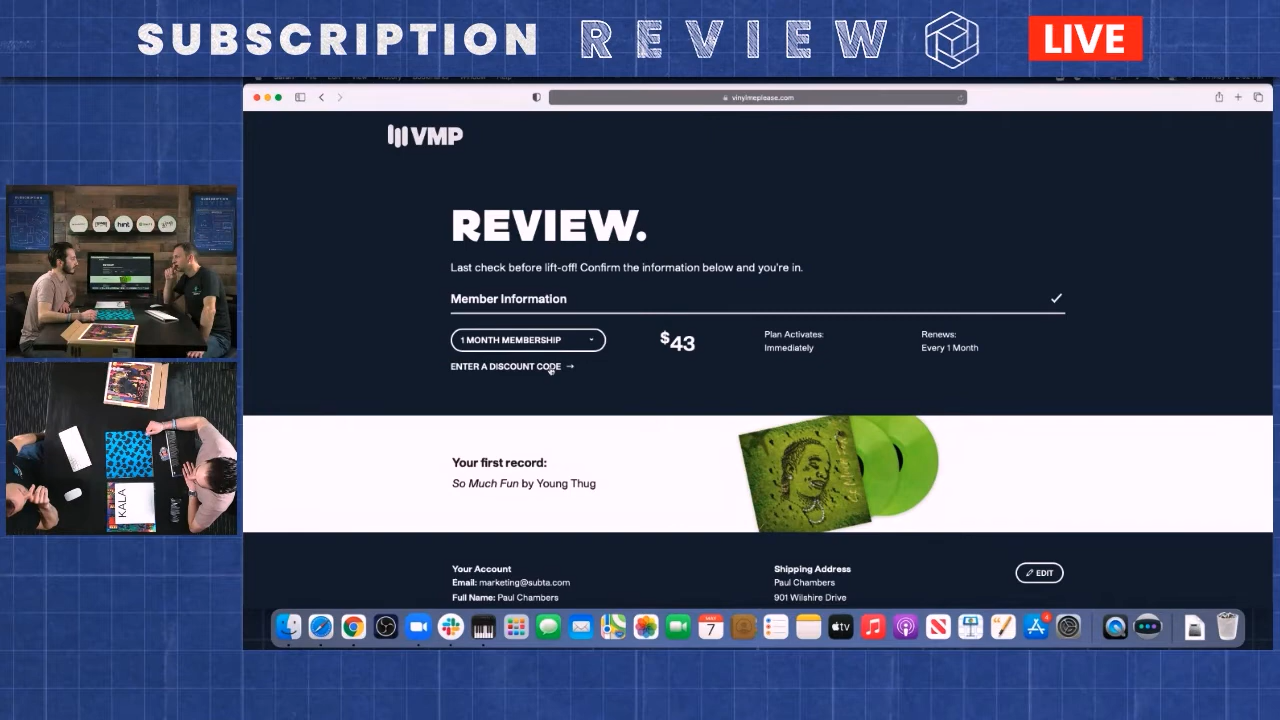 SUBSCRIPTION REVIEW LIVE
vinylmeplease.com
VMP
REVIEW.
Last check before lift-off! Confirm the information below and you're in.
Member Information
1 MONTH MEMBERSHIP
$43
Plan Activates:
Immediately
Renews:
Every 1 Month
ENTER A DISCOUNT CODE →
Your first record:
So Much Fun by Young Thug
Your Account
Email: marketing@subta.com
Full Name: Paul Chambers
Shipping Address
Paul Chambers
901 Wilshire Drive
EDIT
hint
KALA
7
tv